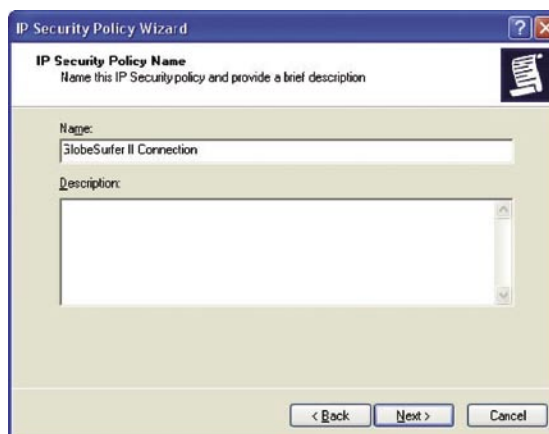 IP Security Policy Wizard
IP Security Policy Name
Name this IP Security policy and provide a brief description
Name:
GlobeSurfer II Connection
Description:
< Back
Next >
Cancel